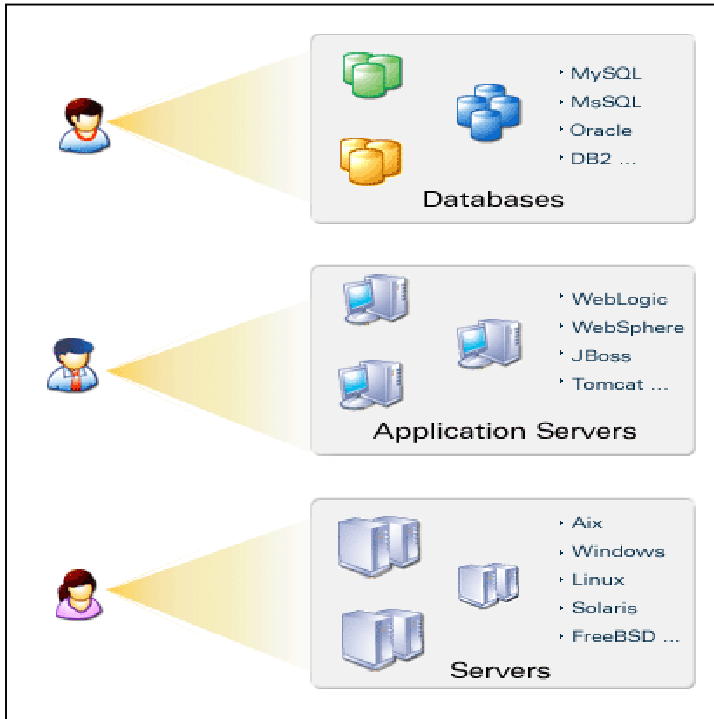 MySQL
MsSQL
Oracle
DB2 ...
Databases
WebLogic
WebSphere
JBoss
Tomcat ...
Application Servers
Aix
Windows
Linux
Solaris
FreeBSD ...
Servers